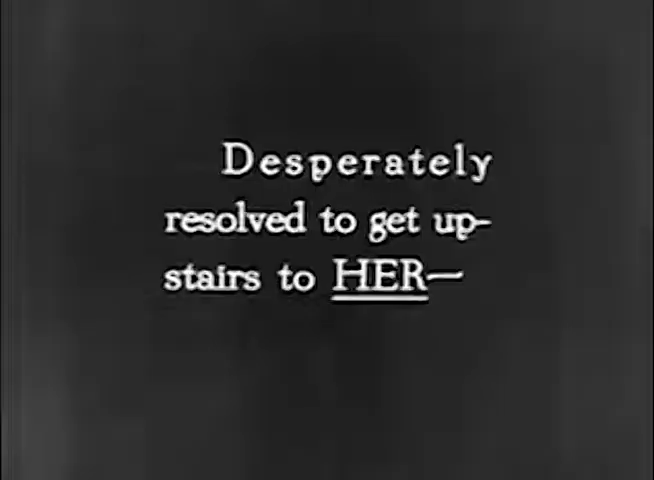 Desperately
resolved to get up-
stairs to HER—